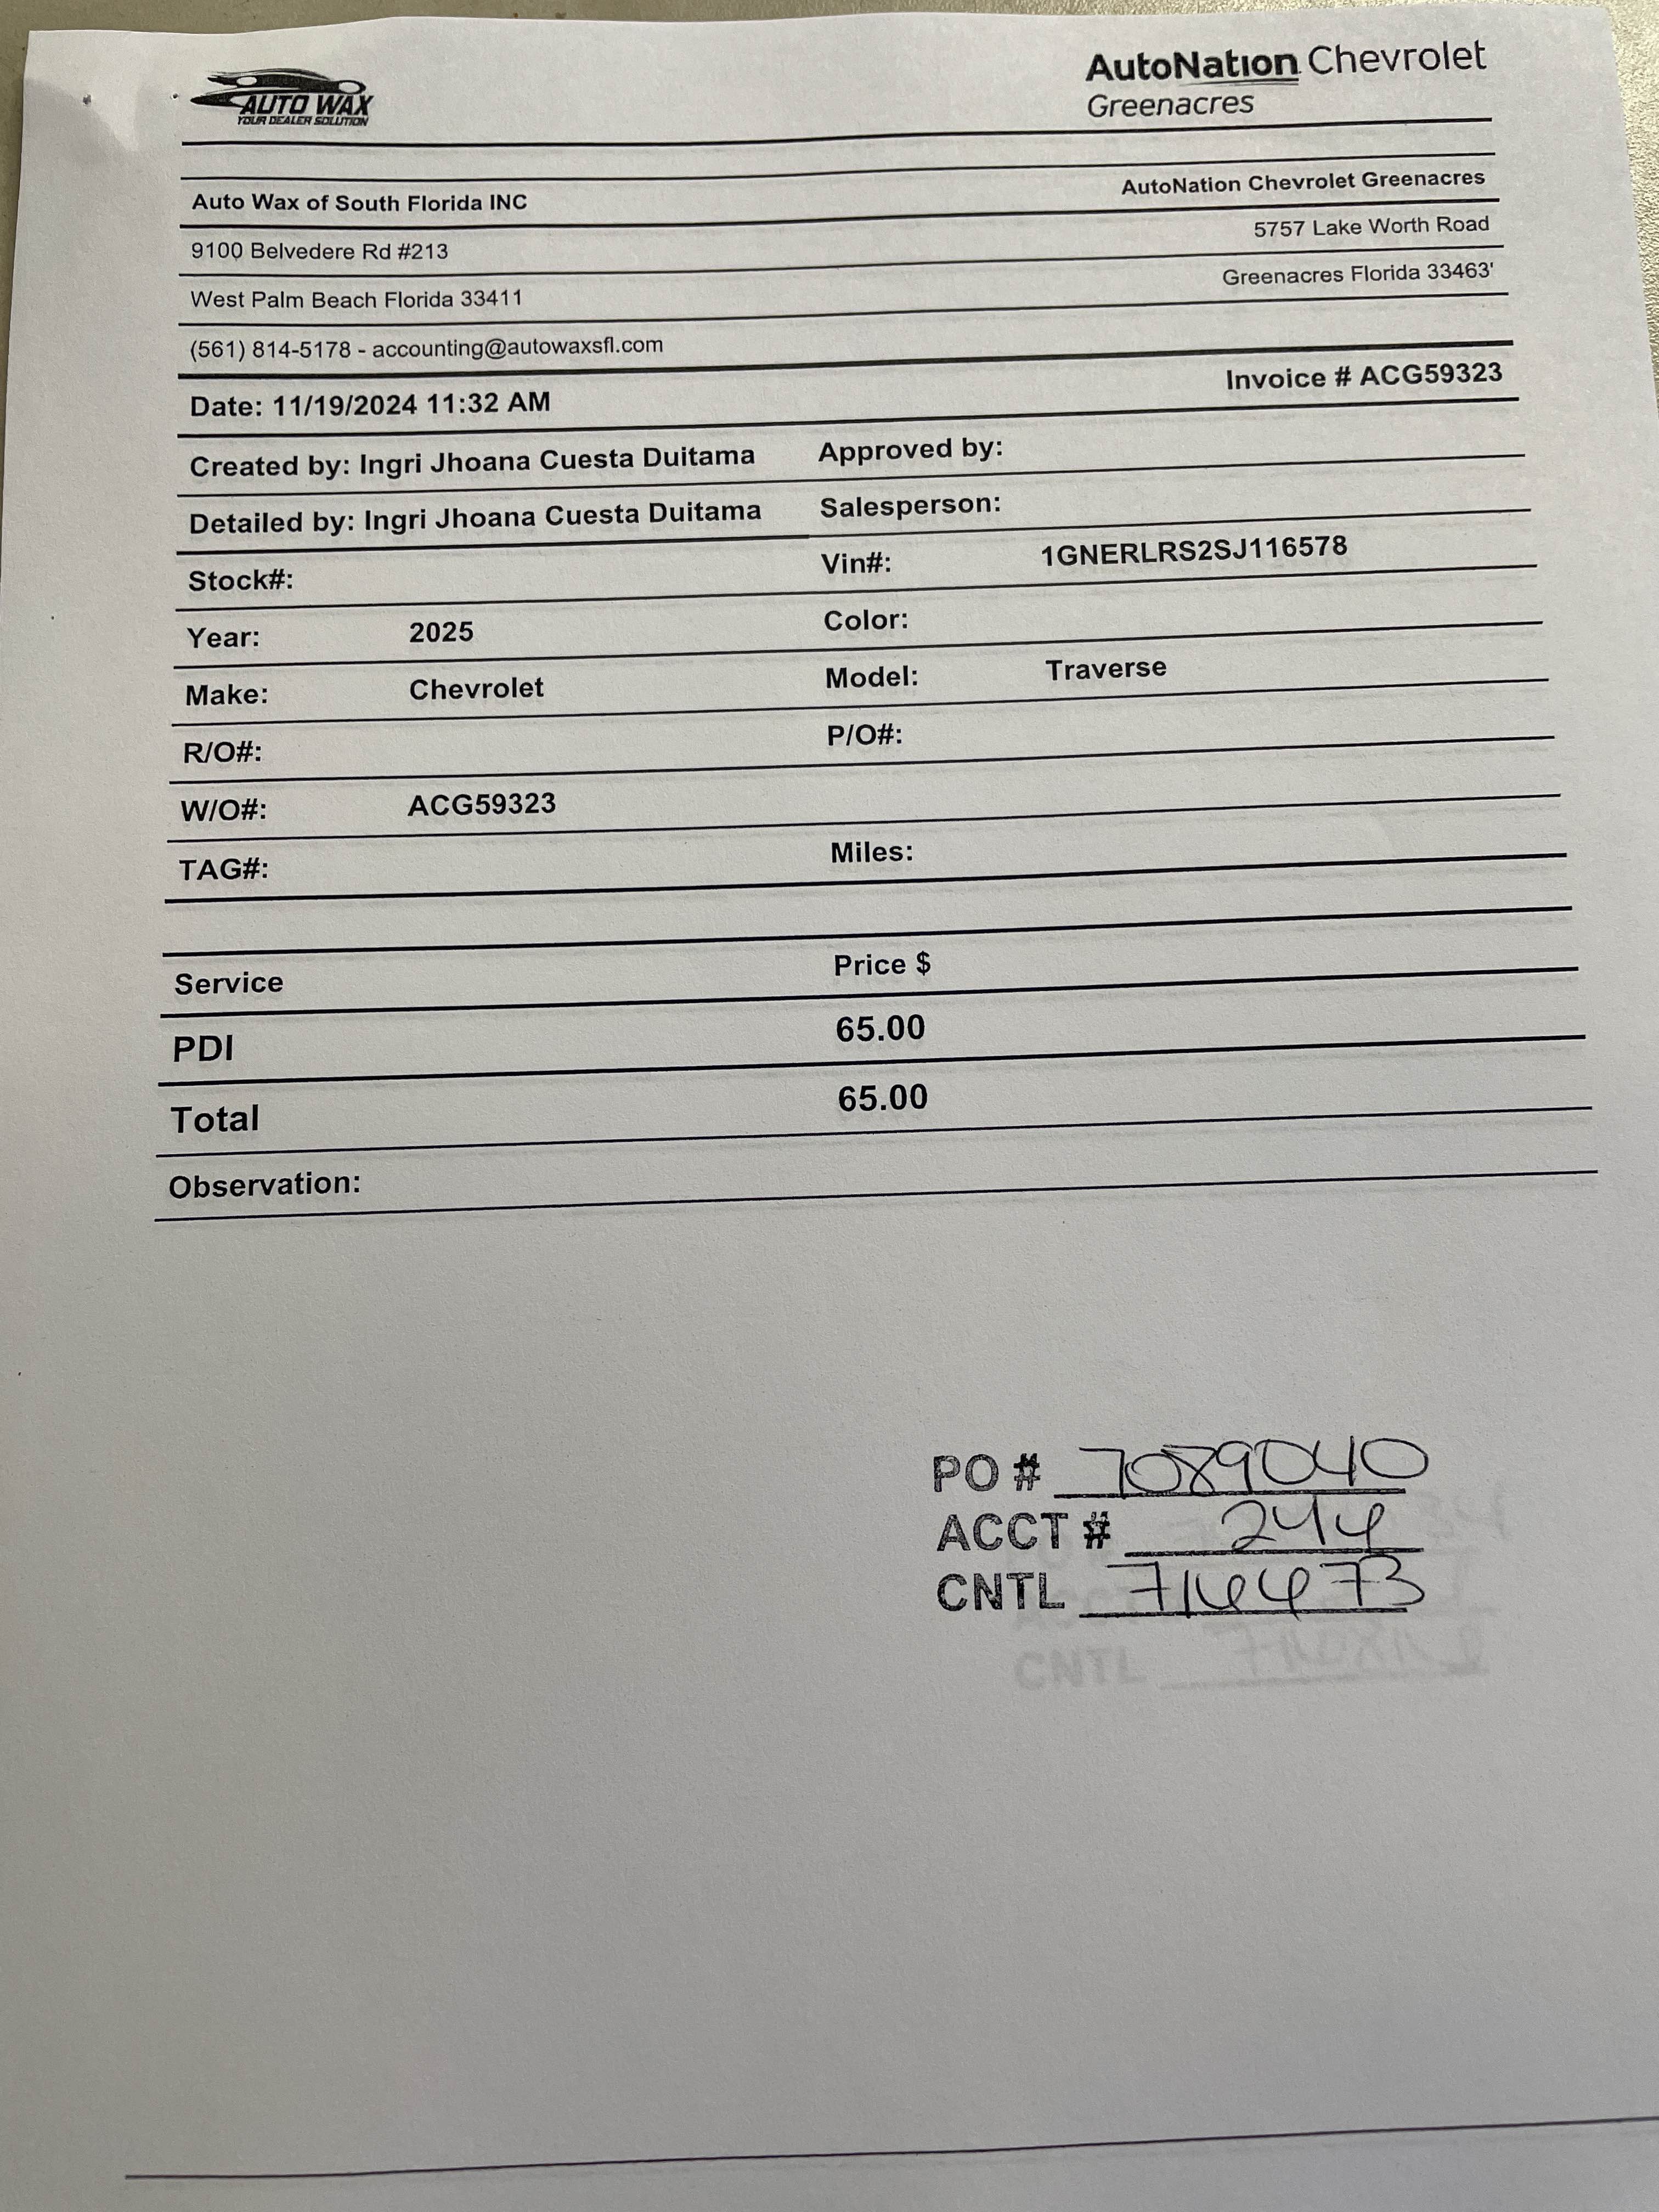 AUTO WAX
YOUR DEALER SOLUTION
AutoNation Chevrolet
Greenacres
Auto Wax of South Florida INC
AutoNation Chevrolet Greenacres
9100 Belvedere Rd #213
5757 Lake Worth Road
West Palm Beach Florida 33411
Greenacres Florida 33463'
(561) 814-5178 - accounting@autowaxsfl.com
Date: 11/19/2024 11:32 AM
Invoice # ACG59323
Created by: Ingri Jhoana Cuesta Duitama Approved by:
Detailed by: Ingri Jhoana Cuesta Duitama Salesperson:
Stock#: Vin#: 1GNERLRS2SJ116578
Year: 2025 Color:
Make: Chevrolet Model: Traverse
R/O#: P/O#:
W/O#: ACG59323
TAG#: Miles:
Service Price $
PDI 65.00
Total 65.00
Observation:
PO # 7089040
ACCT # 244
CNTL
CNTL